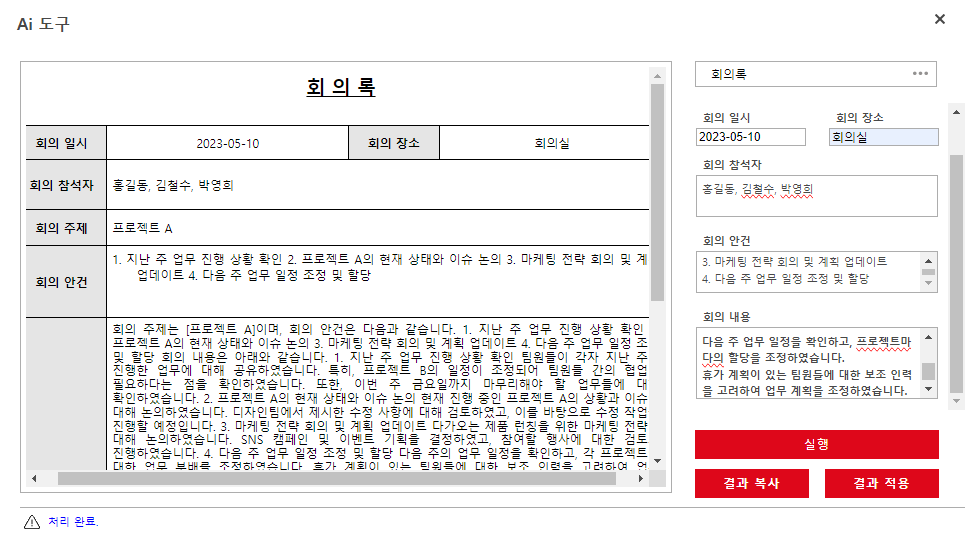 Ai 도구
회 의 록
회의 일시 2023-05-10 회의 장소 회의실
회의 참석자 홍길동, 김철수, 박영희
회의 주제 프로젝트 A
회의 안건
1. 지난 주 업무 진행 상황 확인 2. 프로젝트 A의 현재 상태와 이슈 논의 3. 마케팅 전략 회의 및 계
업데이트 4. 다음 주 업무 일정 조정 및 할당
회의 주제는 [프로젝트 A]이며, 회의 안건은 다음과 같습니다. 1. 지난 주 업무 진행 상황 확인
프로젝트 A의 현재 상태와 이슈 논의 3. 마케팅 전략 회의 및 계획 업데이트 4. 다음 주 업무 일정 조
및 할당 회의 내용은 아래와 같습니다. 1. 지난 주 업무 진행 상황 확인 팀원들이 각자 지난 주
진행한 업무에 대해 공유하였습니다. 특히, 프로젝트 B의 일정이 조정되어 팀원들 간의 협업
필요하다는 점을 확인하였습니다. 또한, 이번 주 금요일까지 마무리해야 할 업무들에 대
확인하였습니다. 2. 프로젝트 A의 현재 상태와 이슈 논의 현재 진행 중인 프로젝트 A의 상황과 이슈
대해 논의하였습니다. 디자인팀에서 제시한 수정 사항에 대해 검토하였고, 이를 바탕으로 수정 작업
진행할 예정입니다. 3. 마케팅 전략 회의 및 계획 업데이트 다가오는 제품 런칭을 위한 마케팅 전략
대해 논의하였습니다. SNS 캠페인 및 이벤트 기획을 결정하였고, 참여할 행사에 대한 검토
진행하였습니다. 4. 다음 주 업무 일정 조정 및 할당 다음 주의 업무 일정을 확인하고, 각 프로젝트
대한 업무 분배를 조정하였습니다. 휴가 계획이 있는 팀원들에 대한 보조 인력을 고려하여 업
회의록
회의 일시 회의 장소
2023-05-10 회의실
회의 참석자
홍길동, 김철수, 박영희
회의 안건
3. 마케팅 전략 회의 및 계획 업데이트
4. 다음 주 업무 일정 조정 및 할당
회의 내용
다음 주 업무 일정을 확인하고, 프로젝트마
다의 할당을 조정하였습니다.
휴가 계획이 있는 팀원들에 대한 보조 인력
을 고려하여 업무 계획을 조정하였습니다.
실행
결과 복사 결과 적용
처리 완료.